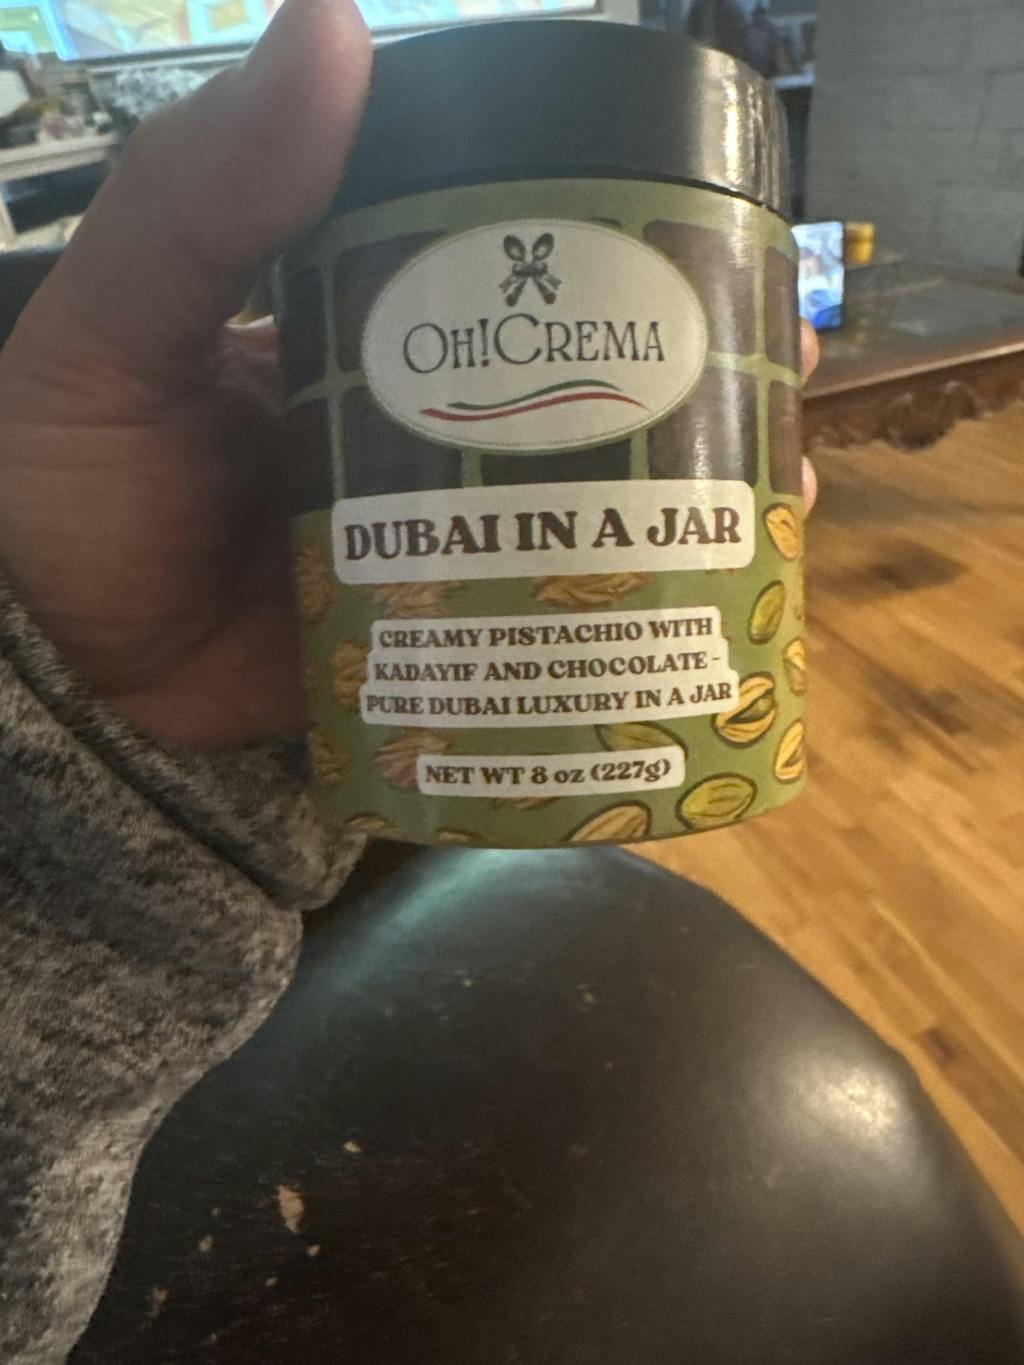 OH!CREMA
DUBAI IN A JAR
CREAMY PISTACHIO WITH
KADAYIF AND CHOCOLATE -
PURE DUBAI LUXURY IN A JAR
NET WT 8 oz (227g)